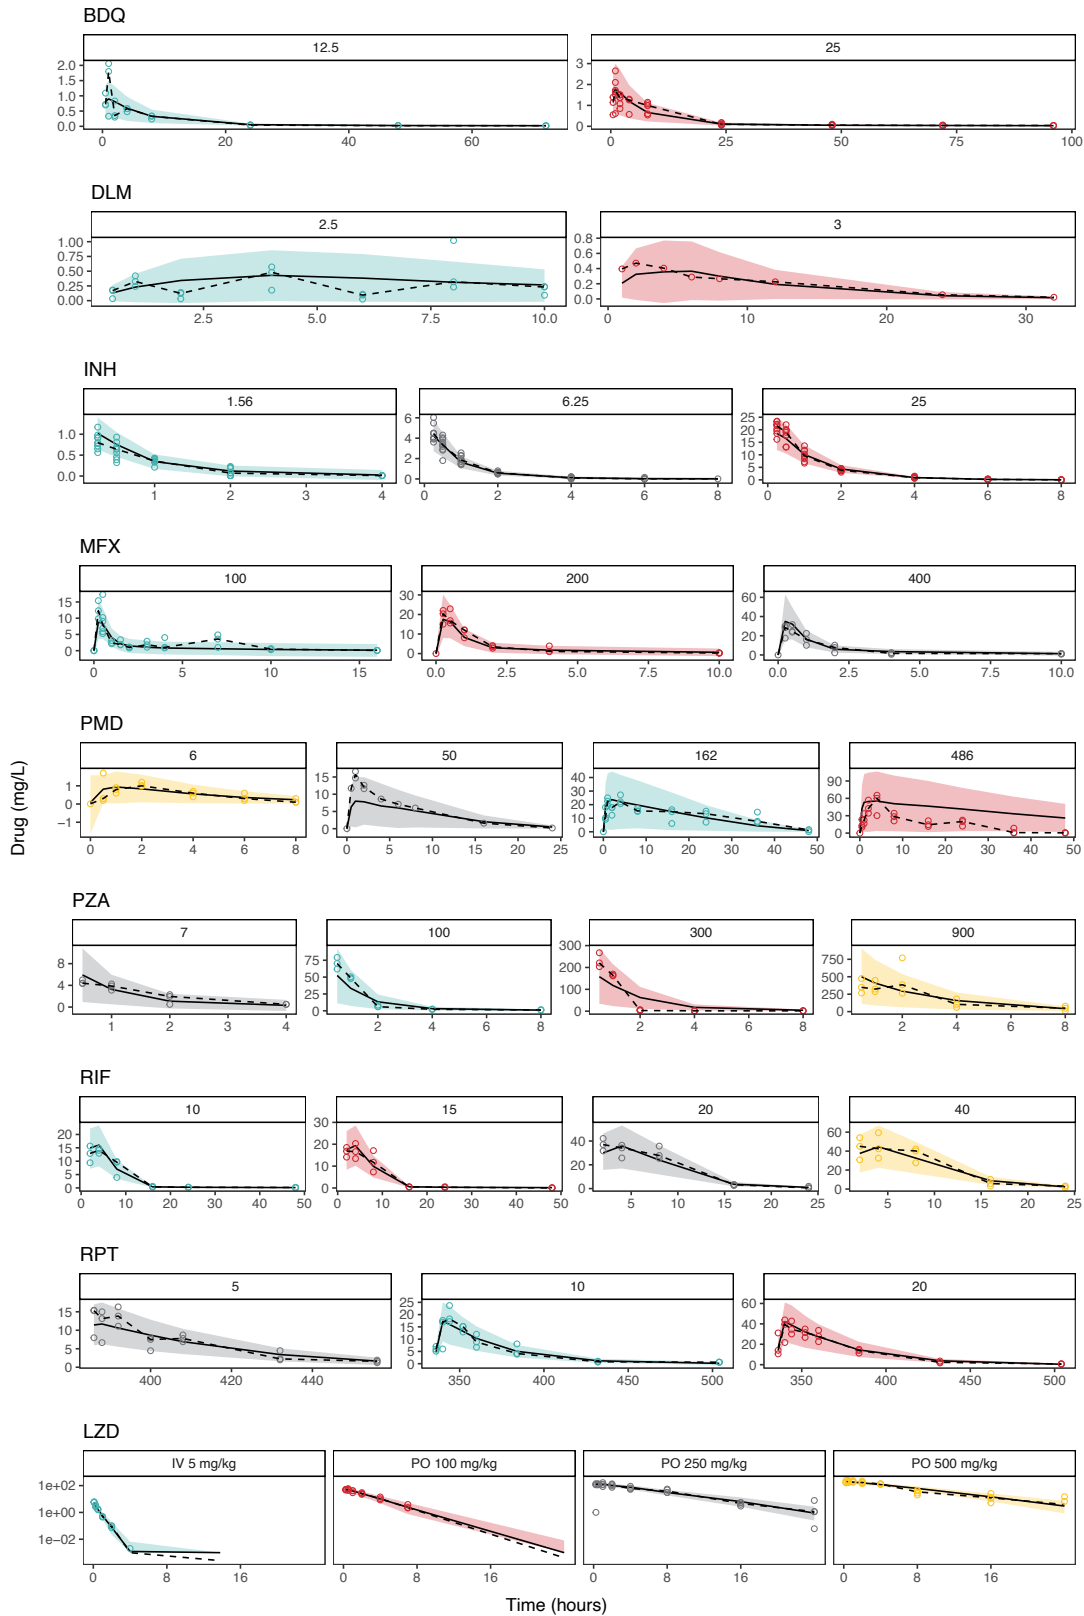 BDQ
12.5 25
2.0 3
1.5 2
1.0
0.5 1
0.0 0
0 20 40 60 0 25 50 75 100
DLM
2.5 3
1.00 0.8
0.75 0.6
0.50 0.4
0.25 0.2
0.00 0.0
2.5 5.0 7.5 10.0 0 10 20 30
INH
1.56 6.25 25
1.0 6 25
0.5 4 20
0.0 2 15
0 10
5
0
1 2 3 4 0 2 4 6 8 0 2 4 6 8
MFX
100 200 400
15 30 60
10 20 40
5 10 20
0 0 0
0 5 10 15 0.0 2.5 5.0 7.5 10.0 0.0 2.5 5.0 7.5 10.0
PMD
6 50 162 486
1 15 40 90
0 10 30 60
−1 5 20 30
0 10 0
0
0 2 4 6 8 0 4 8 12 16 20 24 0 10 20 30 40 50 0 10 20 30 40 50
Drug (mg/L)
PZA
7 100 300 900
8 75 300 750
4 50 200 500
0 25 100 250
0 0 0
1 2 3 4 2 4 6 8 2 4 6 8 2 4 6 8
RIF
10 15 20 40
20 30 40 60
15 20 20 40
10 10 0 20
5 0 0
0
0 10 20 30 40 50 0 10 20 30 40 50 5 10 15 20 25 5 10 15 20 25
RPT
5 10 20
15 25 60
10 20 40
5 15 20
0 10 0
5
0
400 420 440 350 400 450 500 350 400 450 500
LZD
IV 5 mg/kg PO 100 mg/kg PO 250 mg/kg PO 500 mg/kg
1e+02
1e+00
1e−02
0 8 16 0 8 16 0 8 16 0 8 16
Time (hours)